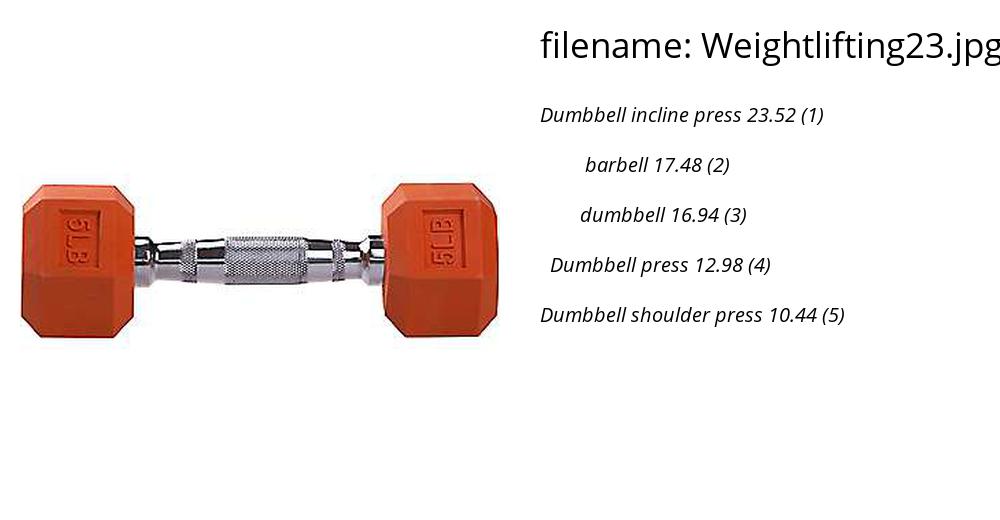 filename: Weightlifting23.jpg
Dumbbell incline press 23.52 (1)
barbell 17.48 (2)
dumbbell 16.94 (3)
Dumbbell press 12.98 (4)
Dumbbell shoulder press 10.44 (5)
5LB
5LB